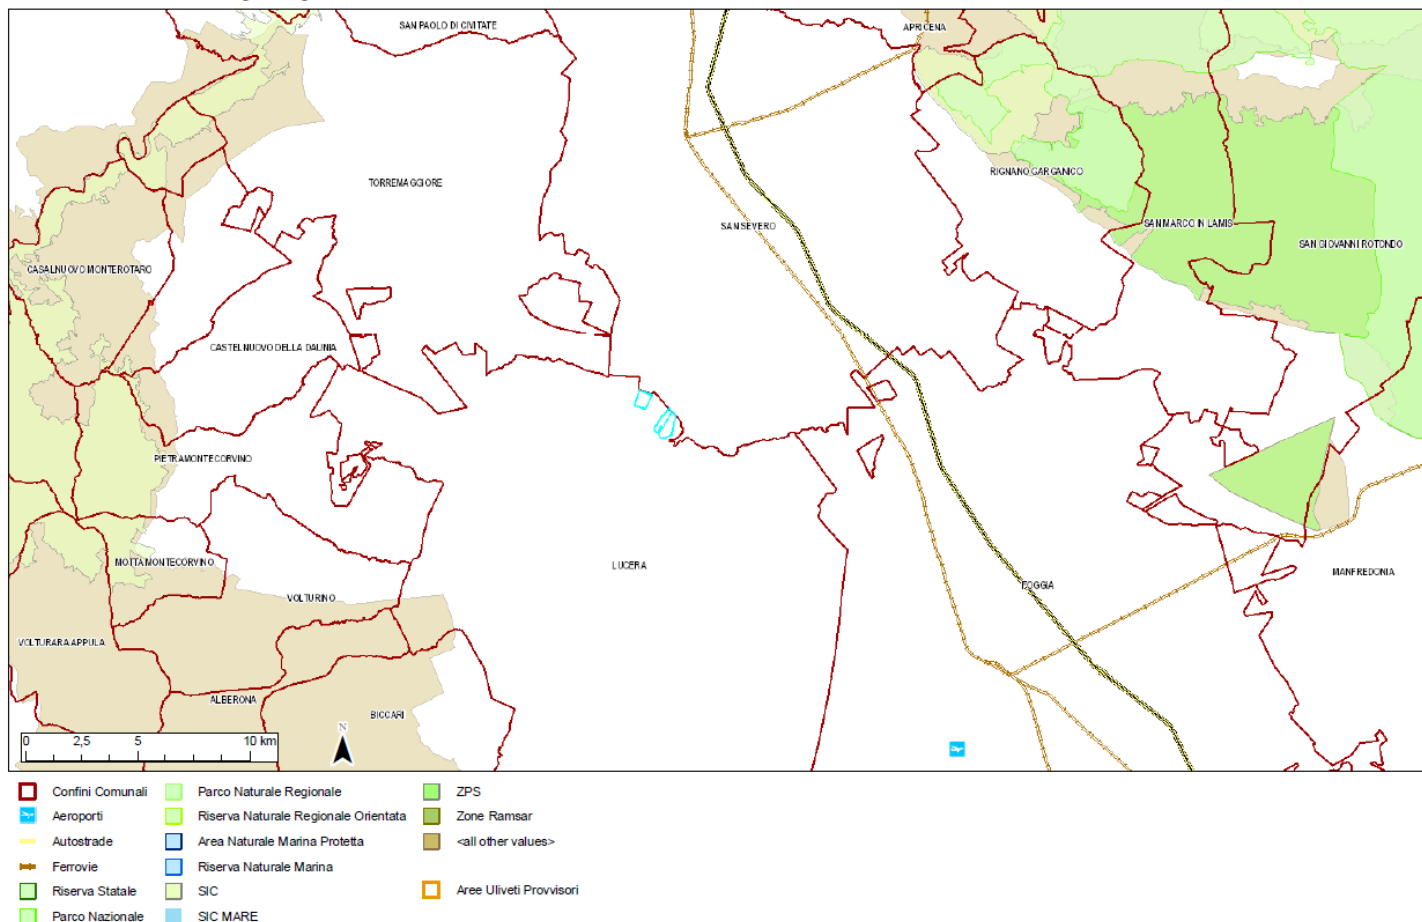 SAN PAOLO DI CIVITATE
APRICENA
TORREMAGGIORE
RIGNANO GARGANICO
SAN SEVERO
SAN MARCO IN LAMIS
SAN GIOVANNI ROTONDO
CASALNUOVO MONTEROTARO
CASTELNUOVO DELLA DAUNIA
PIETRAMONTECORVINO
MOTTA MONTECORVINO
LUCERA
FOGGIA
MANFREDONIA
VOLTURINO
VOLTURARA APPULA
ALBERONA
BICCARI
N
0 2,5 5 10 km
Confini Comunali
Aeroporti
Autostrade
Ferrovie
Riserva Statale
Parco Nazionale
Parco Naturale Regionale
Riserva Naturale Regionale Orientata
Area Naturale Marina Protetta
Riserva Naturale Marina
SIC
SIC MARE
ZPS
Zone Ramsar
<all other values>
Aree Uliveti Provvisori